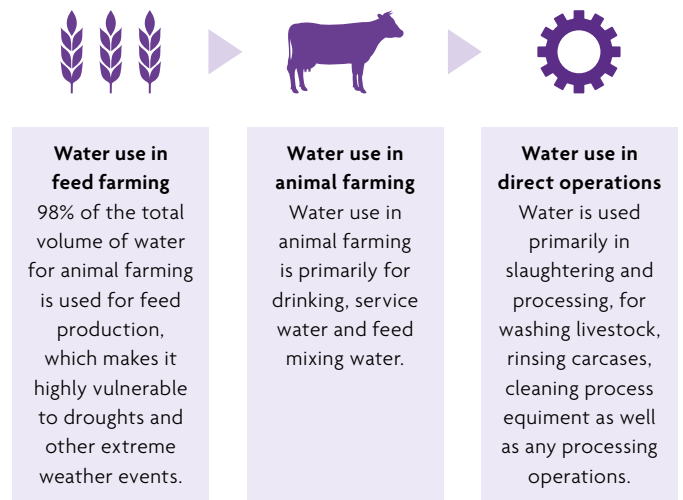 Water use in
feed farming
98% of the total
volume of water
for animal farming
is used for feed
production,
which makes it
highly vulnerable
to droughts and
other extreme
weather events.
Water use in
animal farming
Water use in
animal farming
is primarily for
drinking, service
water and feed
mixing water.
Water use in
direct operations
Water is used
primarily in
slaughtering and
processing, for
washing livestock,
rinsing carcases,
cleaning process
equiment as well
as any processing
operations.